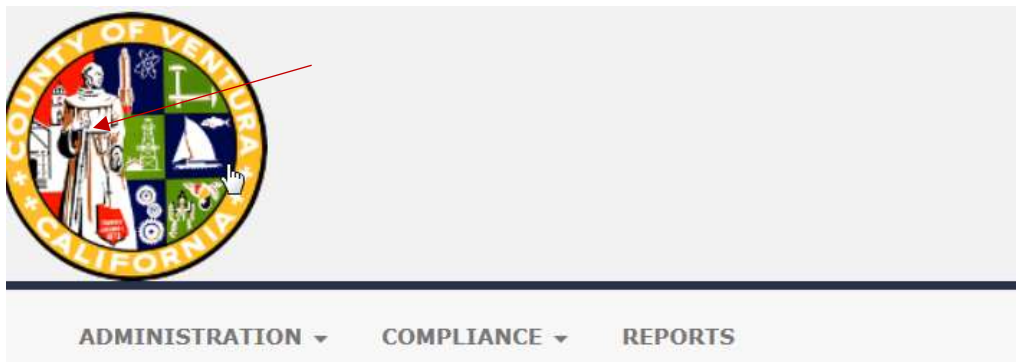 COUNTY OF VENTURA
CALIFORNIA
ADMINISTRATION COMPLIANCE REPORTS